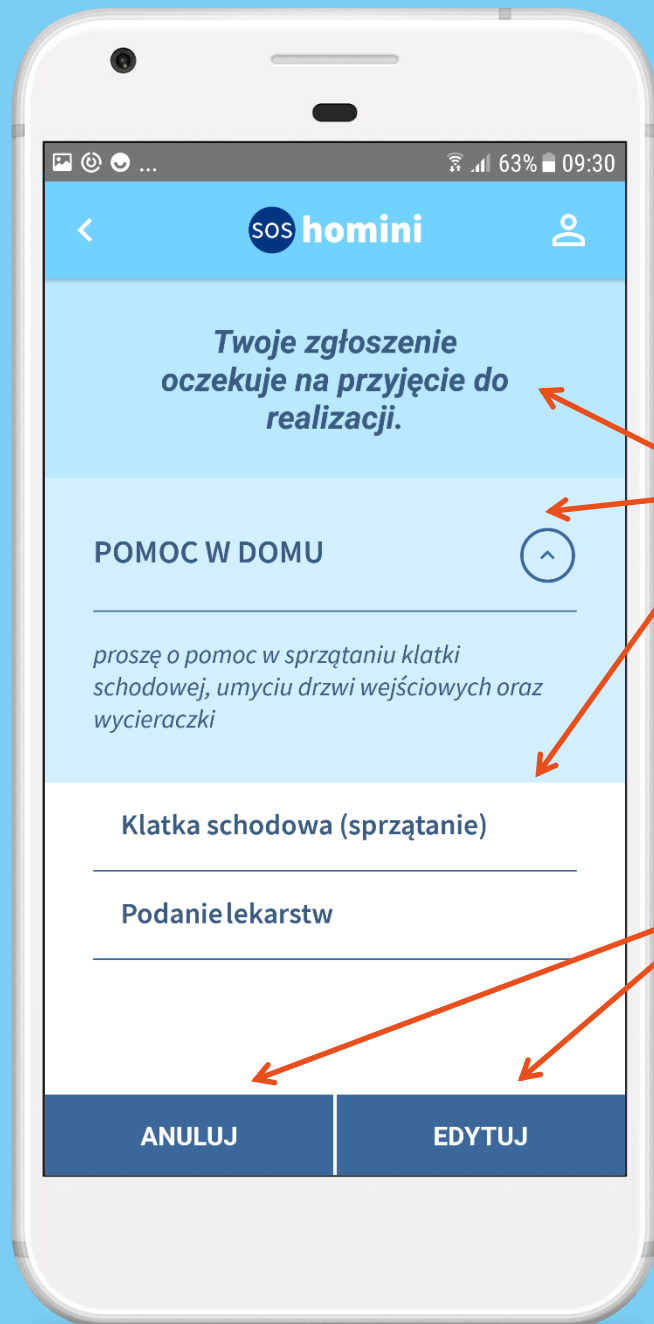 ... 63% 09:30
sos homini
Twoje zgłoszenie
oczekuje na przyjęcie do
realizacji.
POMOC W DOMU
proszę o pomoc w sprzątaniu klatki
schodowej, umyciu drzwi wejściowych oraz
wycieraczki
Klatka schodowa (sprzątanie)
Podanie lekarstw
ANULUJ EDYTUJ